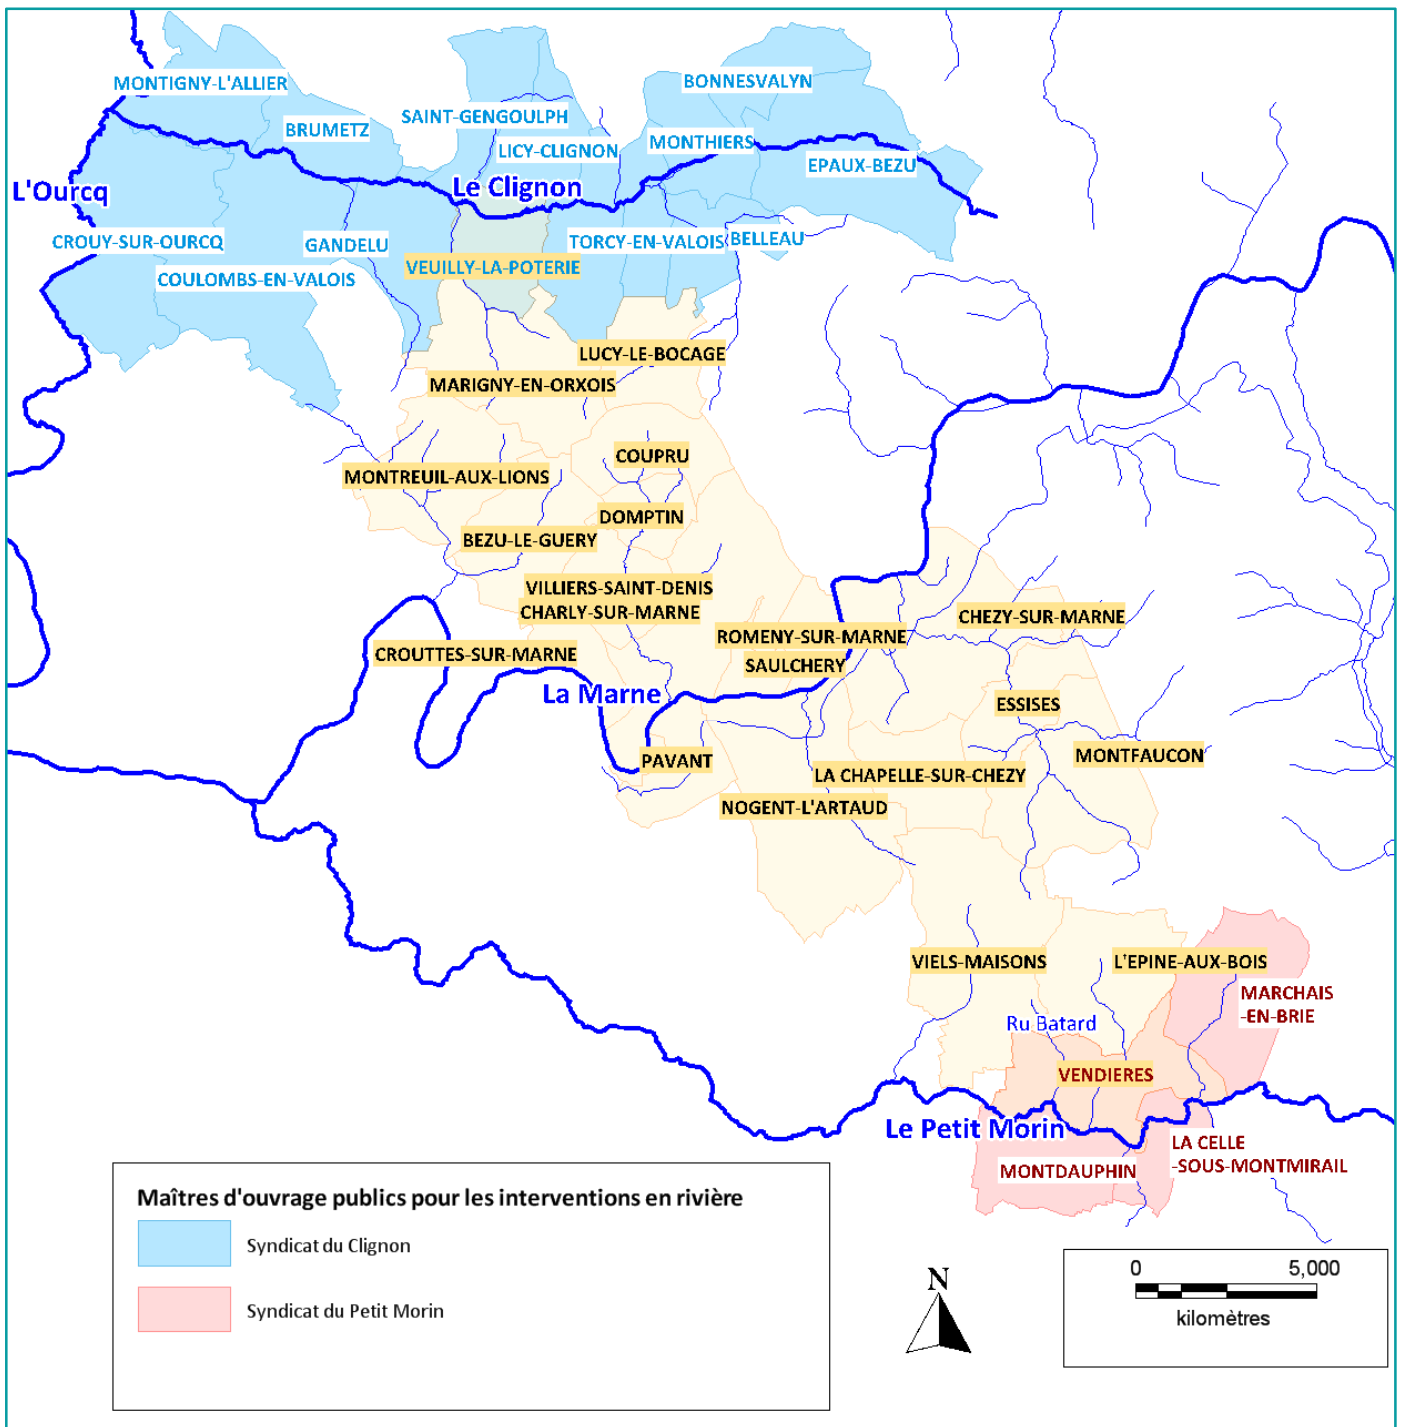 MONTIGNY-L'ALLIER
BONNESVALYN
SAINT-GENGOULPH
BRUMETZ
LICY-CLIGNON
MONTHIERS
EPAUX-BEZU
L'Ourcq
Le Clignon
CROUY-SUR-OURCQ
GANDELU
TORCY-EN-VALOIS
BELLEAU
VEUILLY-LA-POTERIE
COULOMBS-EN-VALOIS
LUCY-LE-BOCAGE
MARIGNY-EN-ORXOIS
COUPRU
MONTREUIL-AUX-LIONS
DOMPTIN
BEZU-LE-GUERY
VILLIERS-SAINT-DENIS
CHARLY-SUR-MARNE
CHEZY-SUR-MARNE
ROMENY-SUR-MARNE
CROUTTES-SUR-MARNE
SAULCHERY
La Marne
ESSISES
MONTFAUCON
PAVANT
LA CHAPELLE-SUR-CHEZY
NOGENT-L'ARTAUD
VIELS-MAISONS
L'EPINE-AUX-BOIS
MARCHAIS
-EN-BRIE
Ru Batard
VENDIERES
Le Petit Morin
LA CELLE
-SOUS-MONTMIRAIL
MONTDAUPHIN
Maîtres d'ouvrage publics pour les interventions en rivière
Syndicat du Clignon
Syndicat du Petit Morin
N
0 5,000
kilomètres